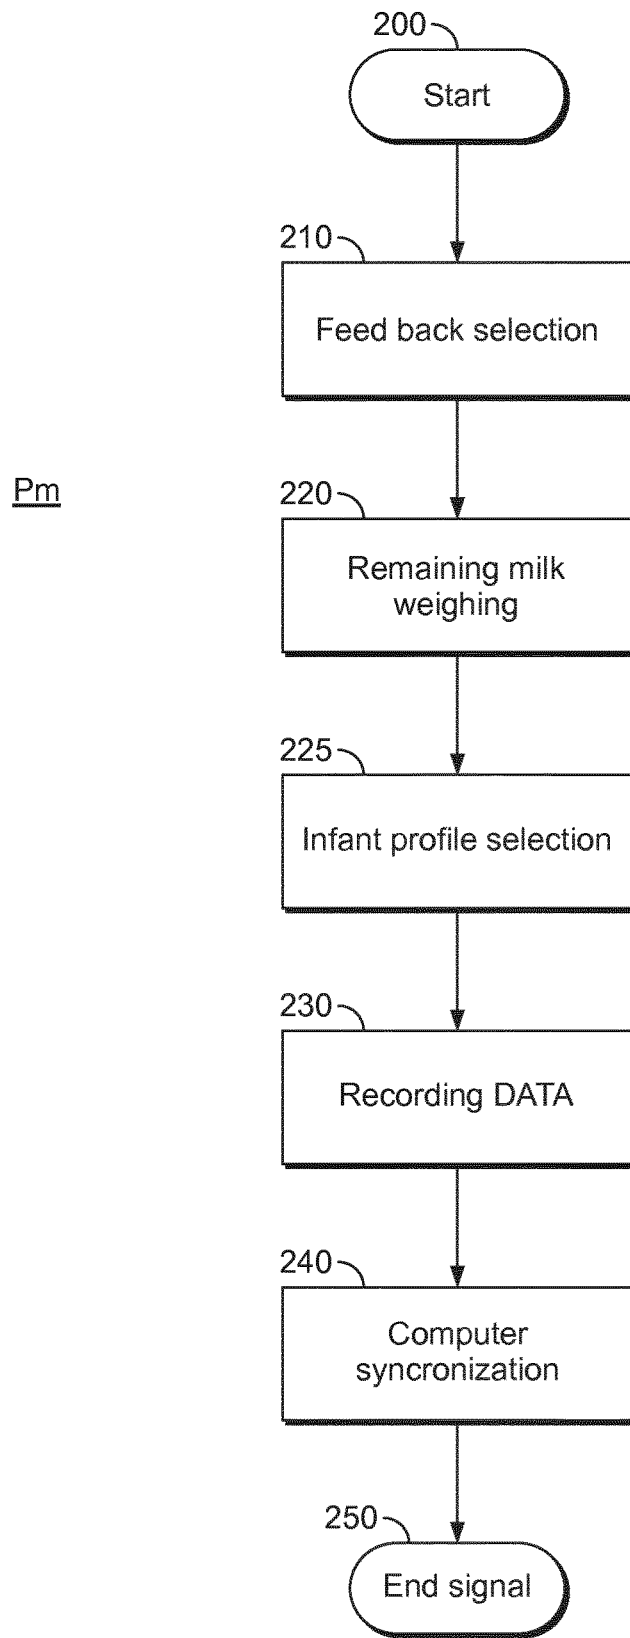 200
Start
210
Feed back selection
Pm
220
Remaining milk
weighing
225
Infant profile selection
230
Recording DATA
240
Computer
syncronization
250
End signal